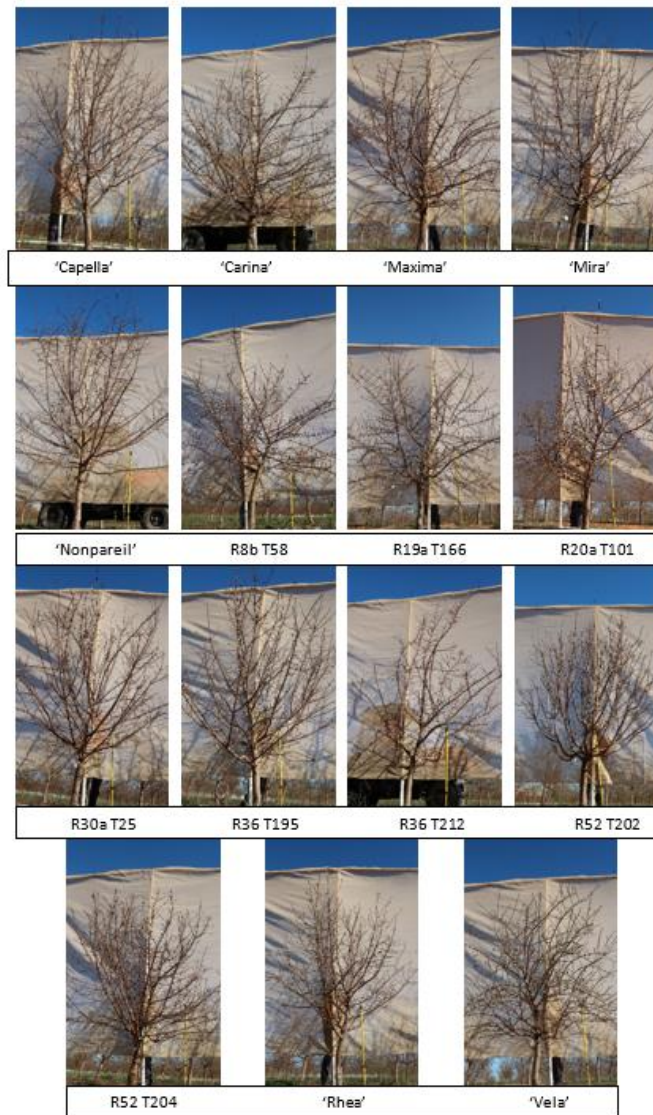 ‘Capella’ ‘Carina’ ‘Maxima’ ‘Mira’
‘Nonpareil’ R8b T58 R19a T166 R20a T101
R30a T25 R36 T195 R36 T212 R52 T202
R52 T204 ‘Rhea’ ‘Vela’